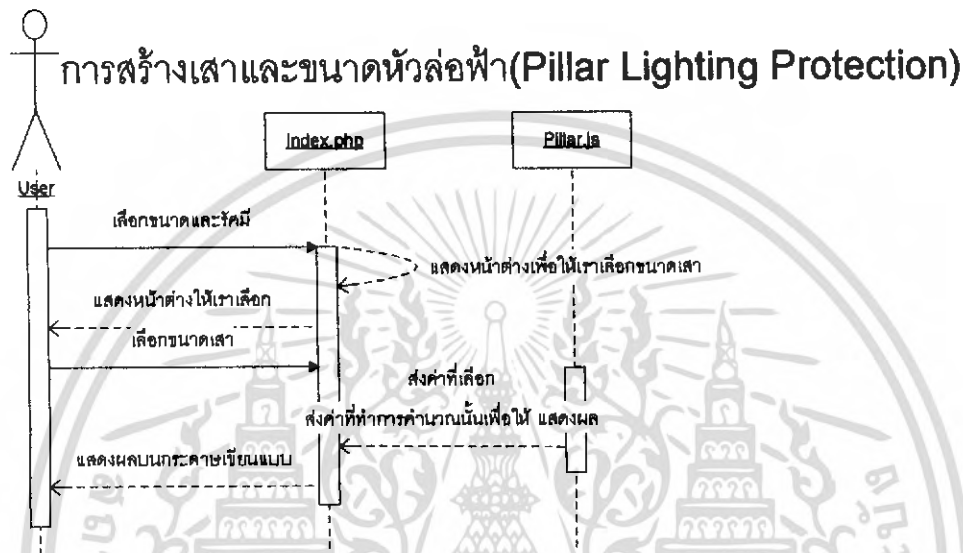 การสร้างเสาและขนาดหัวล่อฟ้า(Pillar Lighting Protection)
Index.php
Pillar.js
User
เลือกขนาดและรัศมี
แสดงหน้าต่างเพื่อให้เราเลือกขนาดเสา
แสดงหน้าต่างให้เราเลือก
เลือกขนาดเสา
ส่งค่าที่เลือก
ส่งค่าที่ทำการคำนวณนั้นเพื่อให้ แสดงผล
แสดงผลบนกระดาษเขียนแบบ